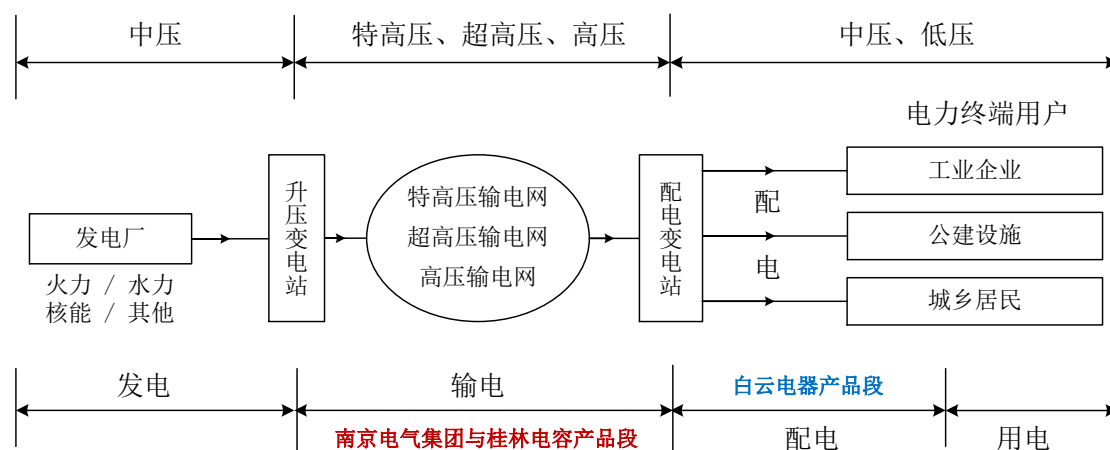 中压
特高压、超高压、高压
中压、低压
电力终端用户
发电厂
火力 / 水力
核能 / 其他
升压变电站
特高压输电网
超高压输电网
高压输电网
配电变电站
配电
工业企业
公建设施
城乡居民
发电
输电
白云电器产品段
南京电气集团与桂林电容产品段
配电
用电